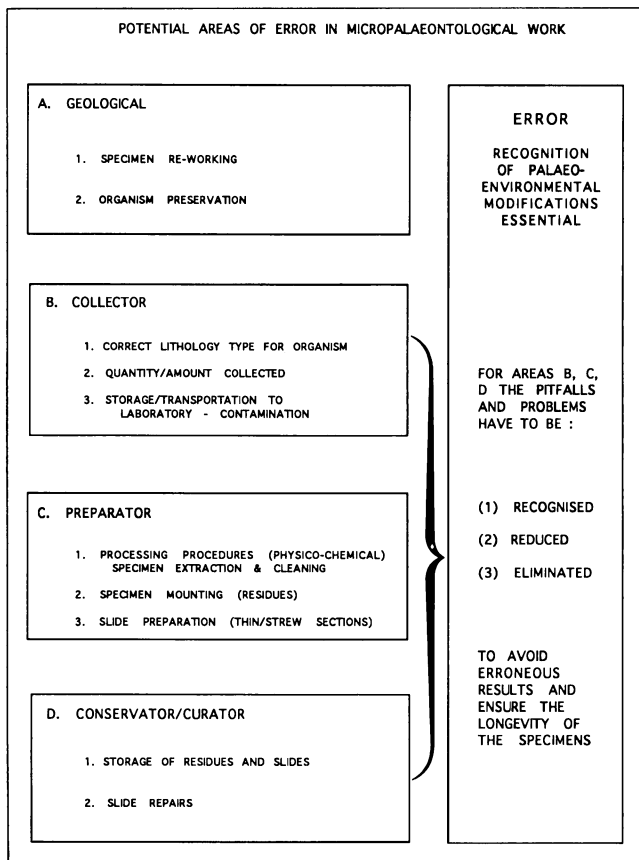 POTENTIAL AREAS OF ERROR IN MICROPALAEONTOLOGICAL WORK
A. GEOLOGICAL
1. SPECIMEN RE-WORKING
2. ORGANISM PRESERVATION
B. COLLECTOR
1. CORRECT LITHOLOGY TYPE FOR ORGANISM
2. QUANTITY/AMOUNT COLLECTED
3. STORAGE/TRANSPORTATION TO
LABORATORY - CONTAMINATION
C. PREPARATOR
1. PROCESSING PROCEDURES (PHYSICO-CHEMICAL)
SPECIMEN EXTRACTION & CLEANING
2. SPECIMEN MOUNTING (RESIDUES)
3. SLIDE PREPARATION (THIN/STREW SECTIONS)
D. CONSERVATOR/CURATOR
1. STORAGE OF RESIDUES AND SLIDES
2. SLIDE REPAIRS
ERROR
RECOGNITION
OF PALAEO-
ENVIRONMENTAL
MODIFICATIONS
ESSENTIAL
FOR AREAS B, C,
D THE PITFALLS
AND PROBLEMS
HAVE TO BE :
(1) RECOGNISED
(2) REDUCED
(3) ELIMINATED
TO AVOID
ERRONEOUS
RESULTS AND
ENSURE THE
LONGEVITY OF
THE SPECIMENS